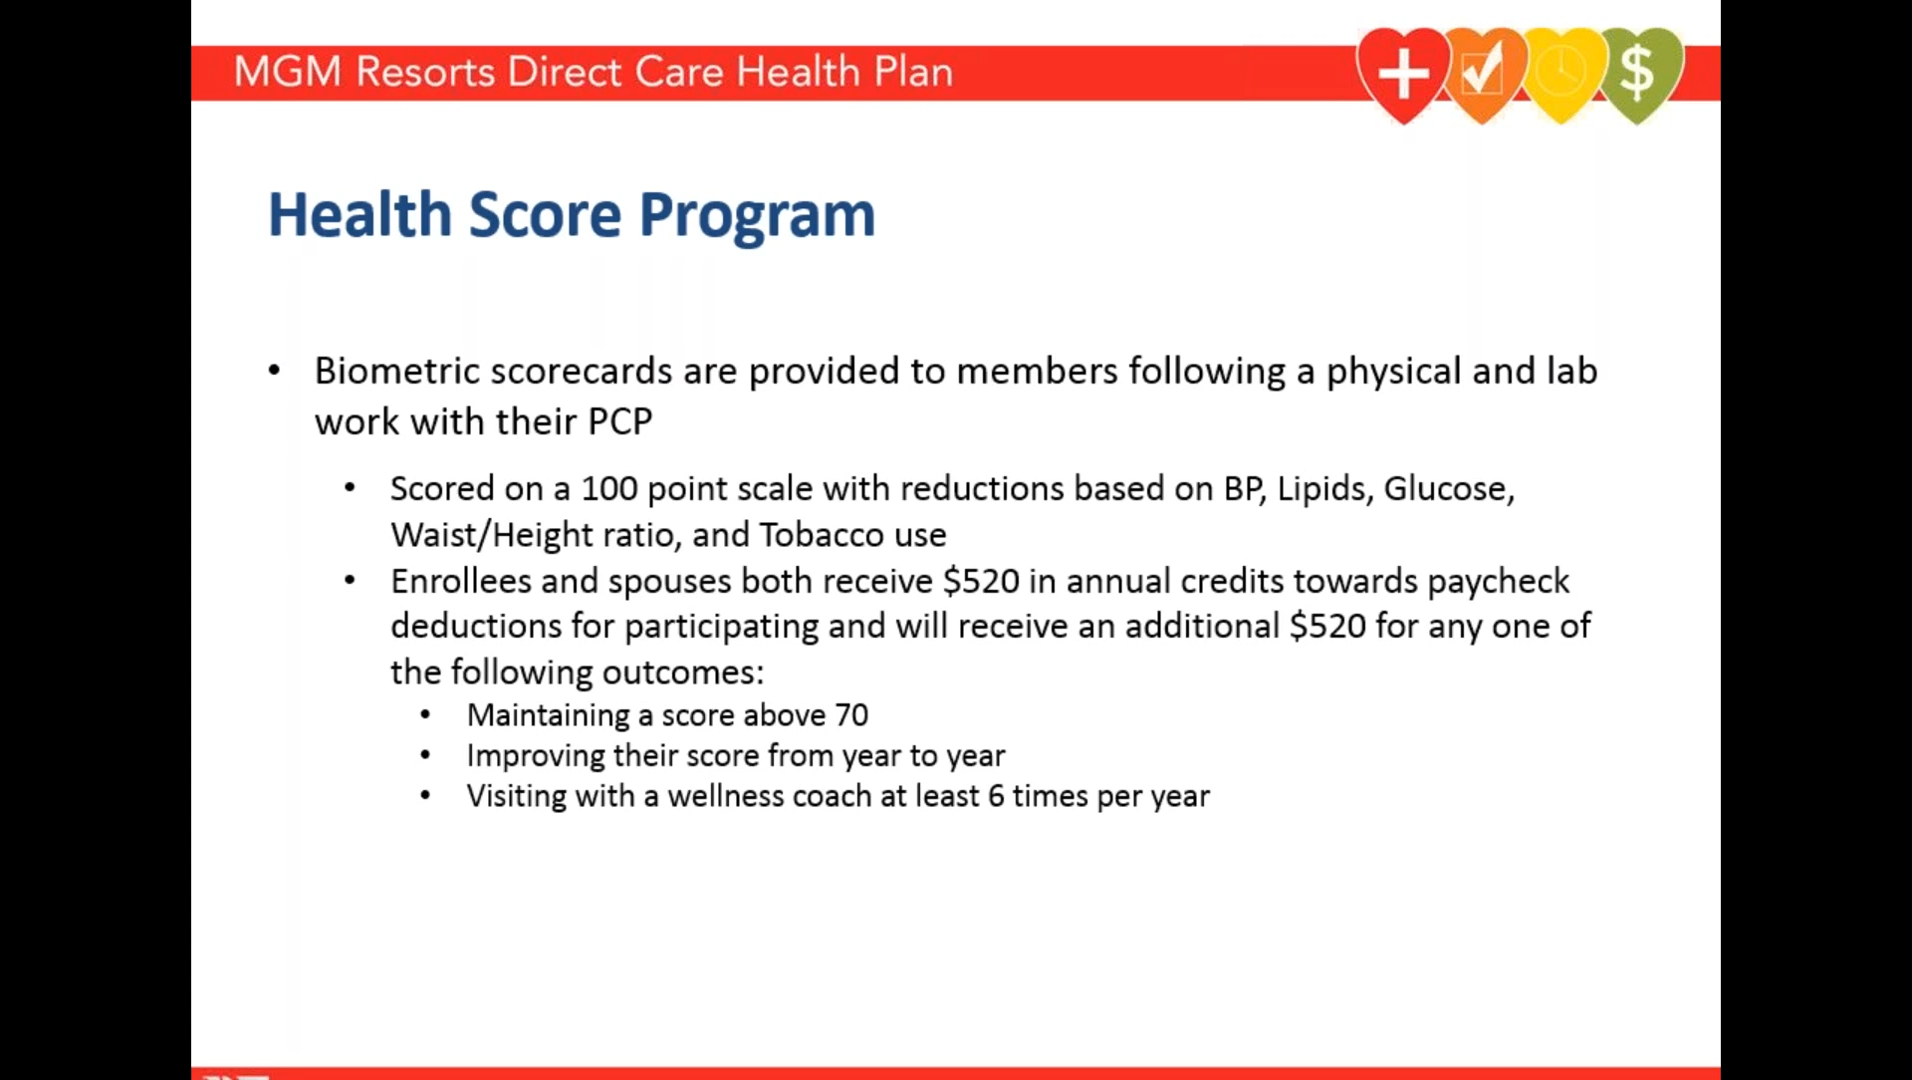 MGM Resorts Direct Care Health Plan
$
Health Score Program
• Biometric scorecards are provided to members following a physical and lab
work with their PCP
• Scored on a 100 point scale with reductions based on BP, Lipids, Glucose,
Waist/Height ratio, and Tobacco use
• Enrollees and spouses both receive $520 in annual credits towards paycheck
deductions for participating and will receive an additional $520 for any one of
the following outcomes:
• Maintaining a score above 70
• Improving their score from year to year
• Visiting with a wellness coach at least 6 times per year